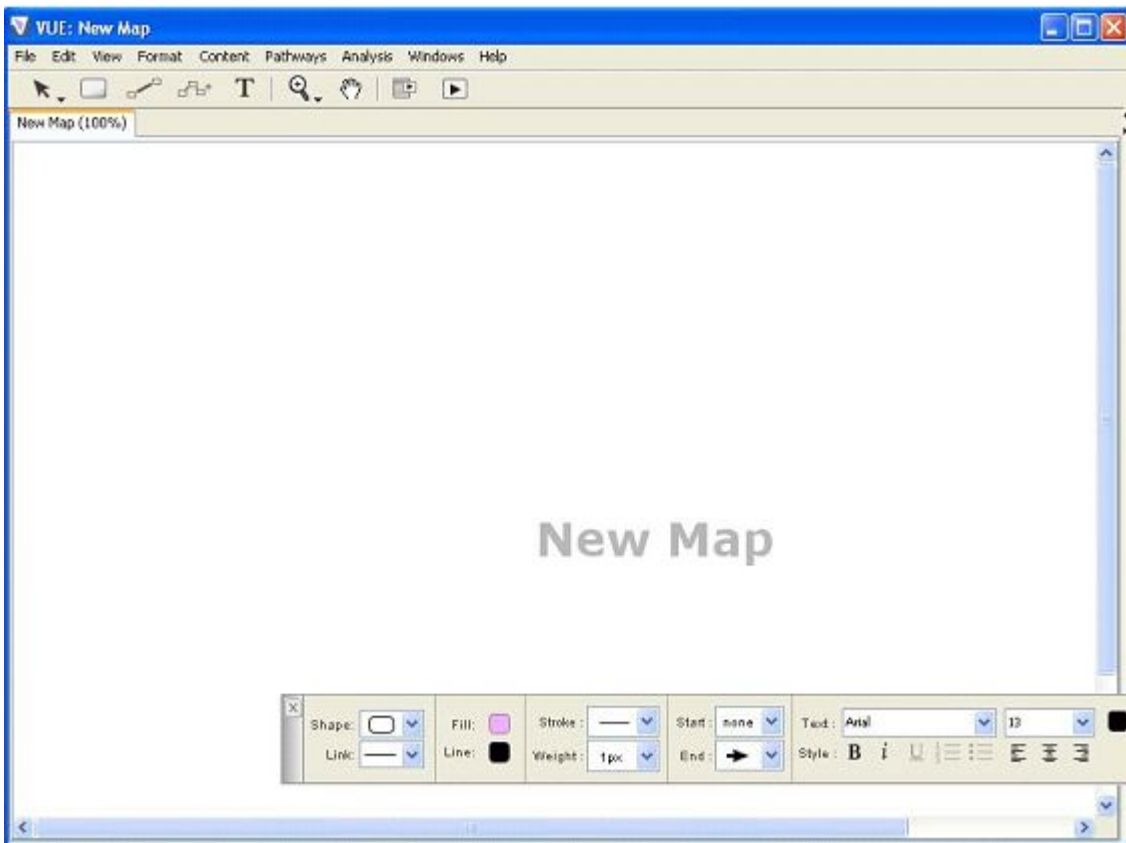 VUE: New Map
File Edit View Format Content Pathways Analysis Windows Help
T
New Map (100%)
New Map
Shape: Fill: Stroke: Start: none Text: Arial 13
Link: Line: Weight: 1px End: Style: B i U